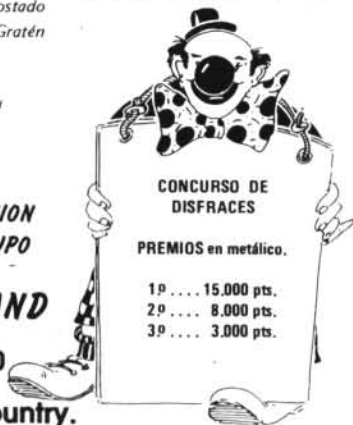 ostado
Gratén
ION
UPO
AND
ountry.
CONCURSO DE
DISFRACES
PREMIOS en metálico.
1º .... 15.000 pts.
2º .... 8.000 pts.
3º .... 3.000 pts.